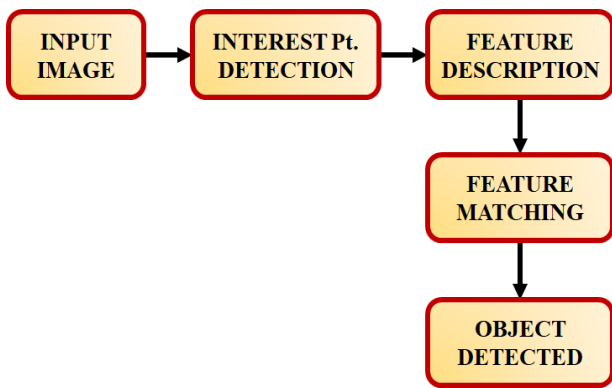 INPUT
IMAGE
INTEREST Pt.
DETECTION
FEATURE
DESCRIPTION
FEATURE
MATCHING
OBJECT
DETECTED